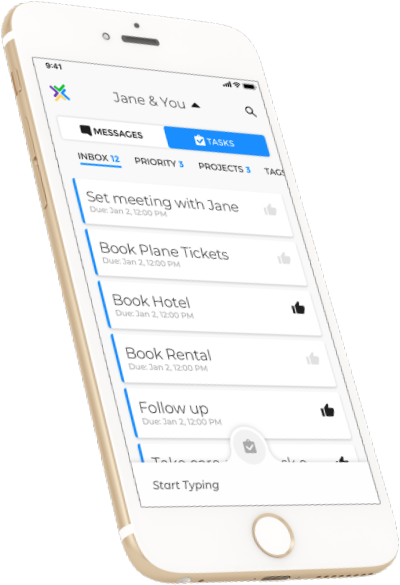 9:41
Jane & You
MESSAGES
TASKS
INBOX 12 PRIORITY 3 PROJECTS 3 TAGS
Set meeting with Jane
Due: Jan 2, 12:00 PM
Book Plane Tickets
Due: Jan 2, 12:00 PM
Book Hotel
Due: Jan 2, 12:00 PM
Book Rental
Due: Jan 2, 12:00 PM
Follow up
Due: Jan 2, 12:00 PM
Take care
Start Typing